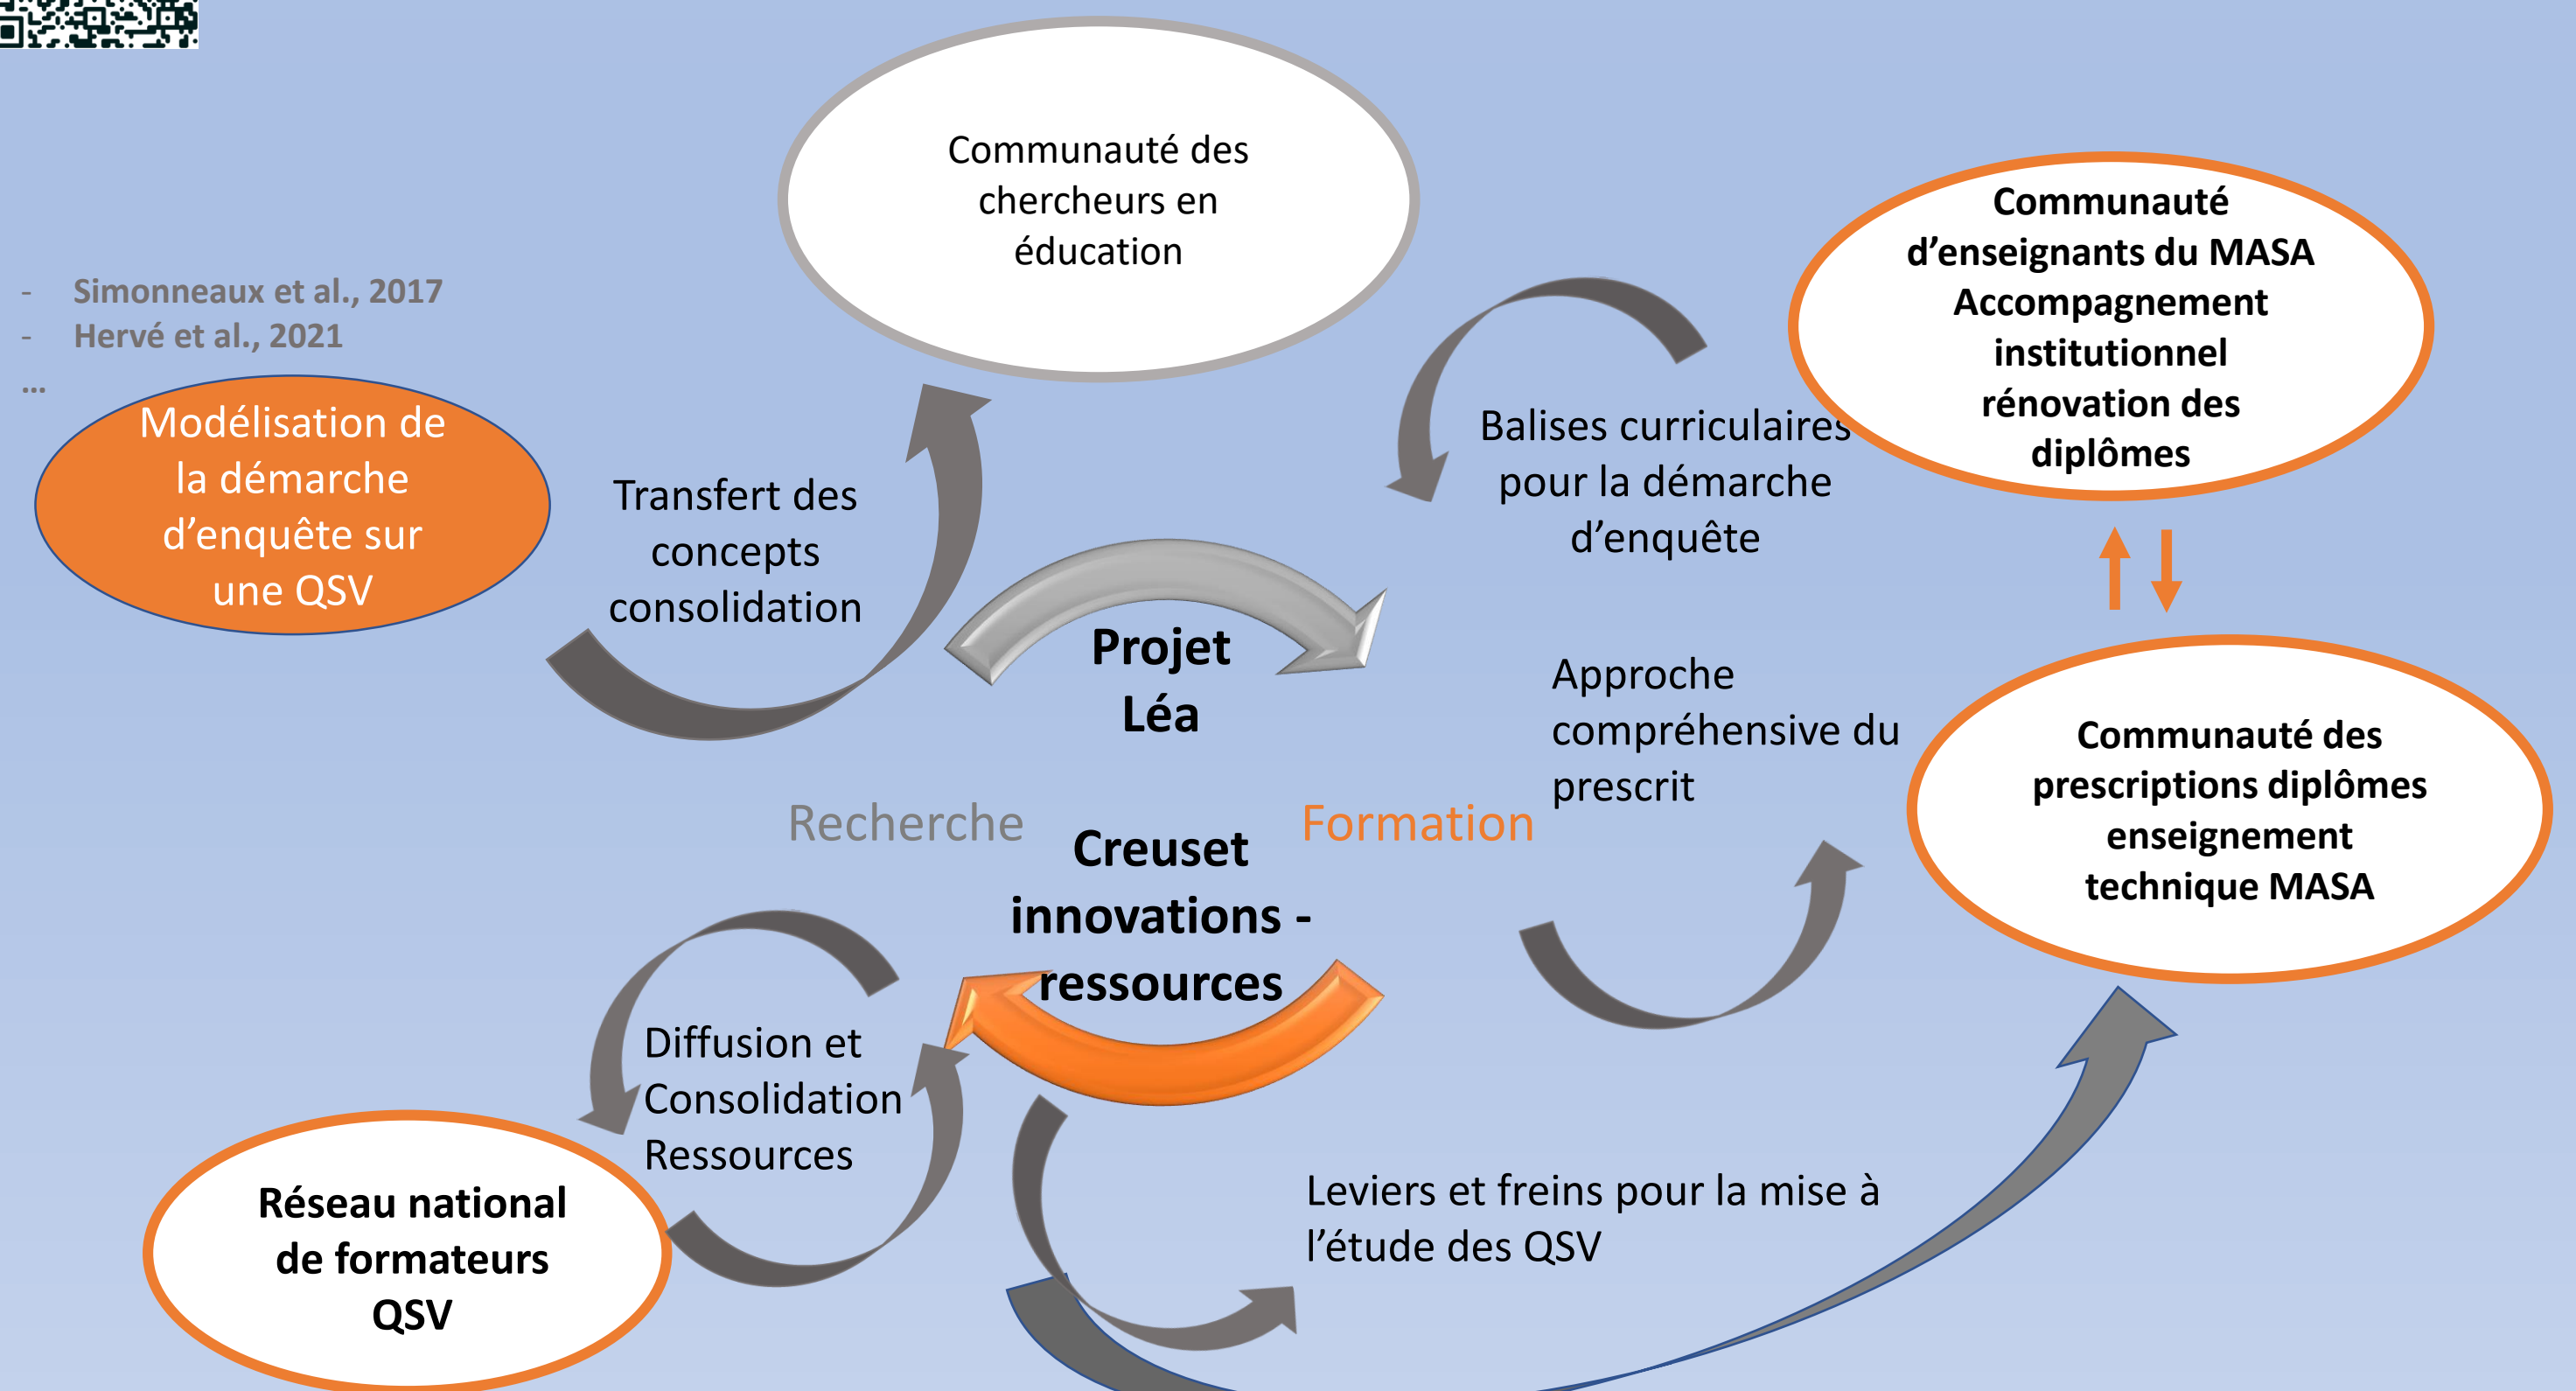 Communauté des
chercheurs en
éducation
Communauté
d’enseignants du MASA
Accompagnement
institutionnel
rénovation des
diplômes
- Simonneaux et al., 2017
- Hervé et al., 2021
...
Modélisation de
la démarche
d’enquête sur
une QSV
Transfert des
concepts
consolidation
Balises curriculaires
pour la démarche
d’enquête
Projet
Léa
Approche
compréhensive du
prescrit
Communauté des
prescriptions diplômes
enseignement
technique MASA
Recherche
Formation
Creuset
innovations -
ressources
Diffusion et
Consolidation
Ressources
Réseau national
de formateurs
QSV
Leviers et freins pour la mise à
l’étude des QSV